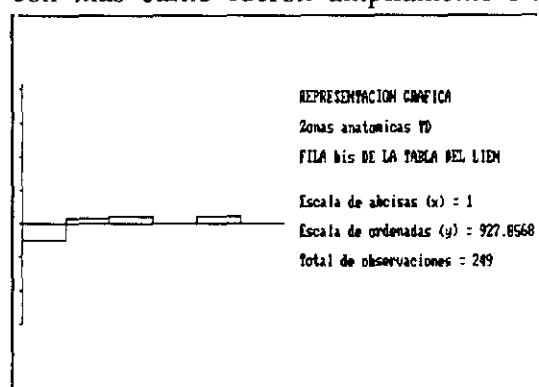 REPRESENTACION GRAFICA
Zonas anatomicas TD
FILA bis DE LA TABLA DEL LIEN
Escala de abcisas (x) = 1
Escala de ordenadas (y) = 927.8568
Total de observaciones = 249